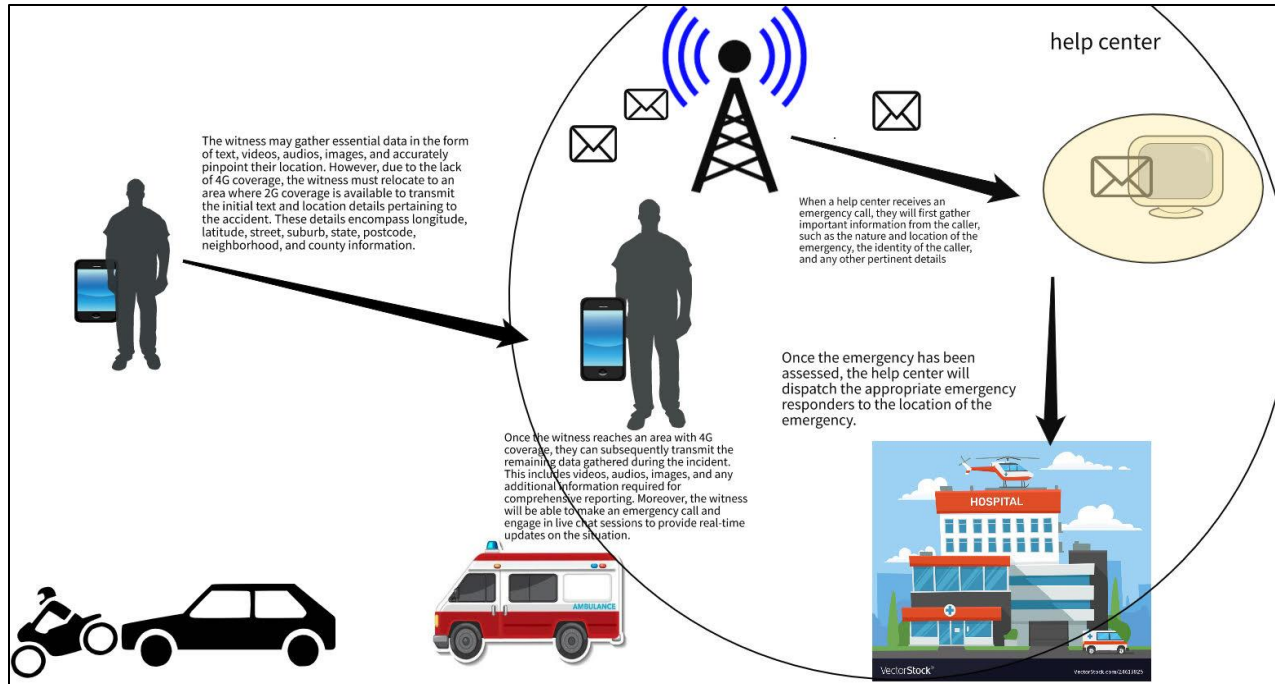 help center
The witness may gather essential data in the form
of text, videos, audios, images, and accurately
pinpoint their location. However, due to the lack
of 4G coverage, the witness must relocate to an
area where 2G coverage is available to transmit
the initial text and location details pertaining to
the accident. These details encompass longitude,
latitude, street, suburb, state, postcode,
neighborhood, and county information.
When a help center receives an
emergency call, they will first gather
important information from the caller,
such as the nature and location of the
emergency, the identity of the caller,
and any other pertinent details
Once the emergency has been
assessed, the help center will
dispatch the appropriate emergency
responders to the location of the
emergency.
Once the witness reaches an area with 4G
coverage, they can subsequently transmit the
remaining data gathered during the incident.
This includes videos, audios, images, and any
additional information required for
comprehensive reporting. Moreover, the witness
will be able to make an emergency call and
engage in live chat sessions to provide real-time
updates on the situation.
HOSPITAL
AMBULANCE
VectorStock